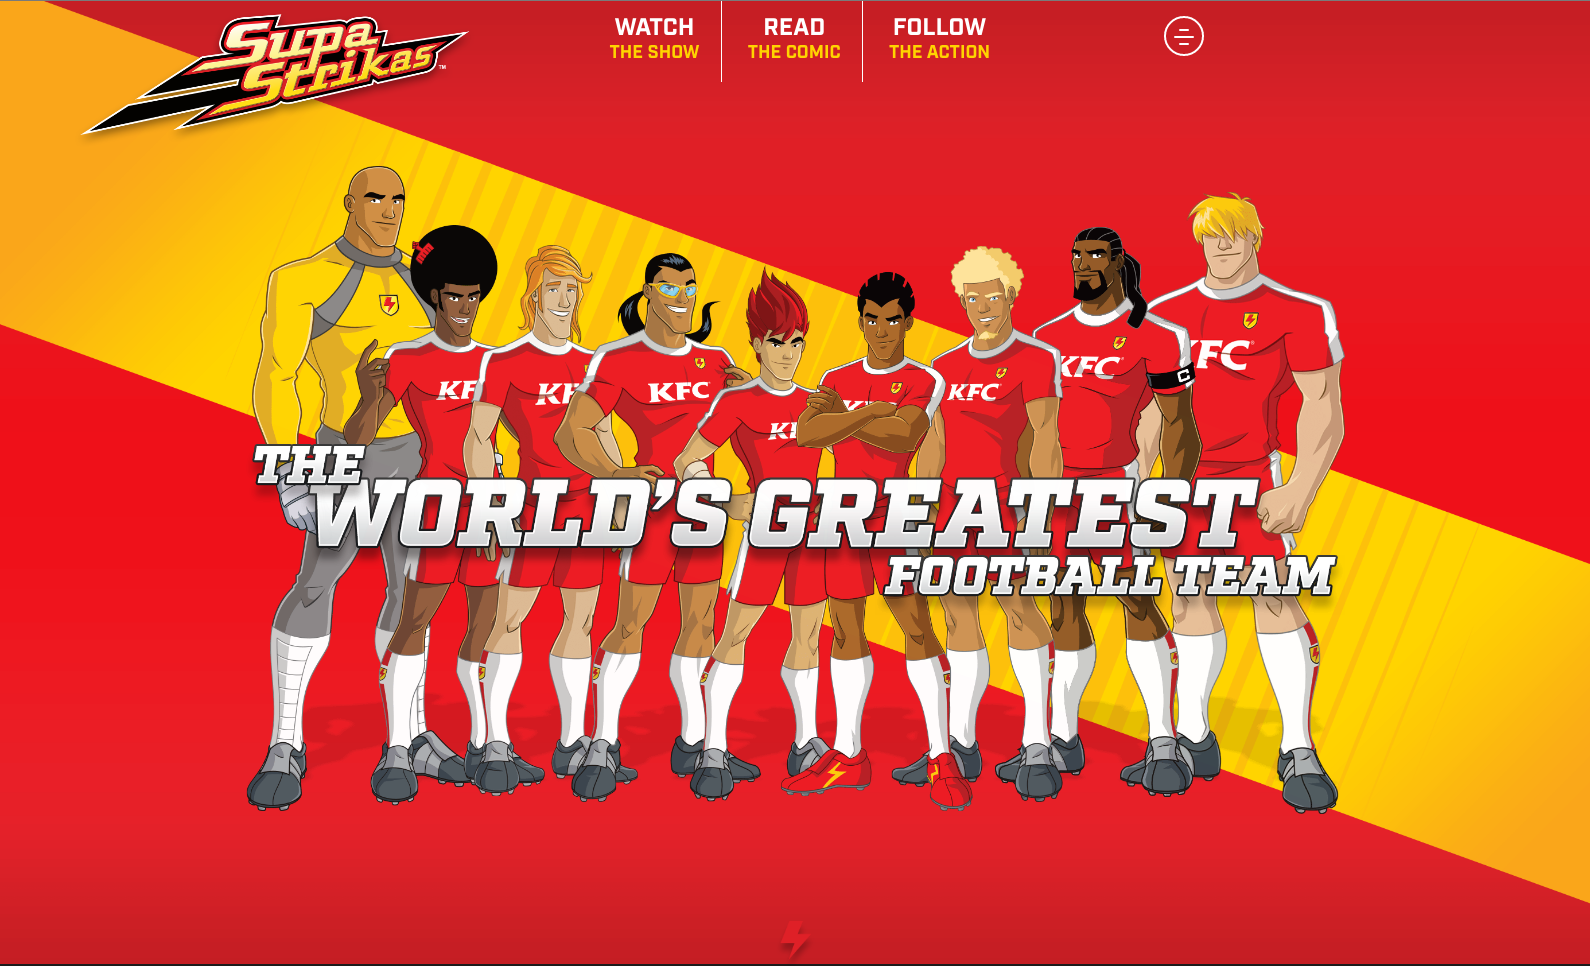 Supa
Strikas™
WATCH
THE SHOW
READ
THE COMIC
FOLLOW
THE ACTION
KF
KF
KFC
KF
KFC
KFC
KFC
C
THE
WORLD'S GREATEST
FOOTBALL TEAM